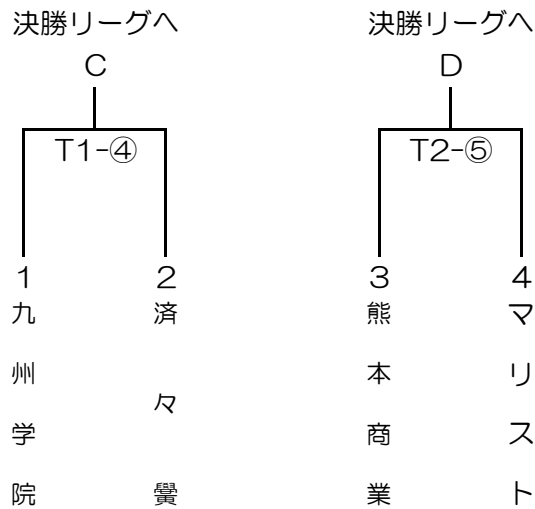 決勝リーグへ 決勝リーグへ
C D
T1-④ T2-⑤
1 2 3 4
九州学院
済々黌
熊本商業
マリスト